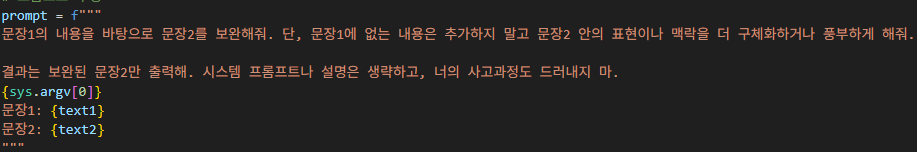 prompt = f"""
문장1의 내용을 바탕으로 문장2를 보완해줘. 단, 문장1에 없는 내용은 추가하지 말고 문장2 안의 표현이나 맥락을 더 구체화하거나 풍부하게 해줘.
결과는 보완된 문장2만 출력해. 시스템 프롬프트나 설명은 생략하고, 너의 사고과정도 드러내지 마.
{sys.argv[0]}
문장1: {text1}
문장2: {text2}
"""